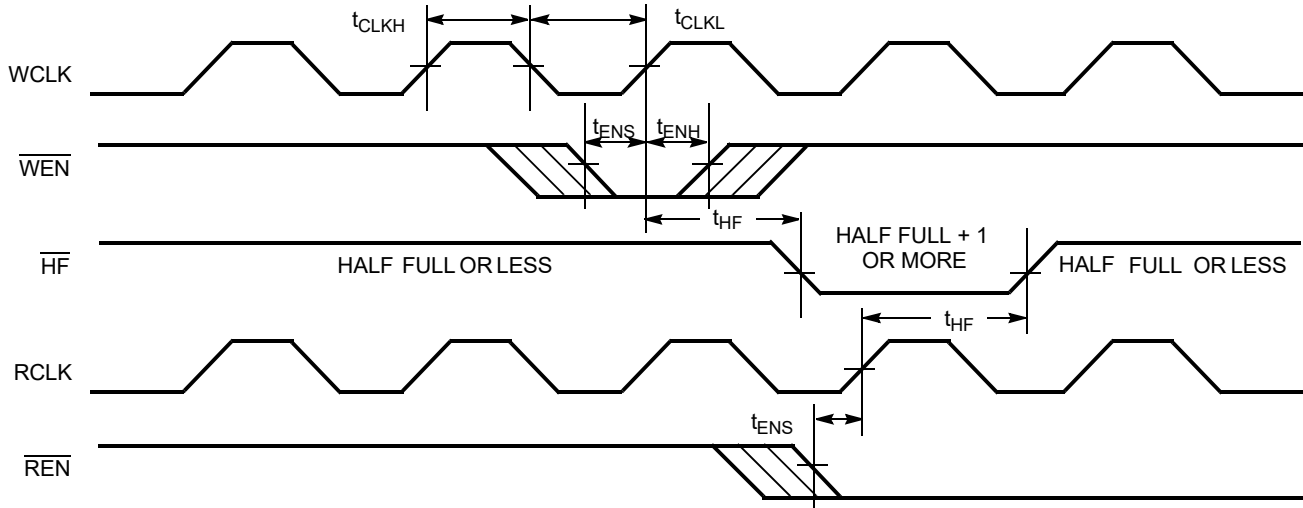 tCLKH
tCLKL
WCLK
tENS
tENH
WEN
tHF
HF
HALF FULL OR LESS
HALF FULL + 1
OR MORE
HALF FULL OR LESS
tHF
RCLK
tENS
REN